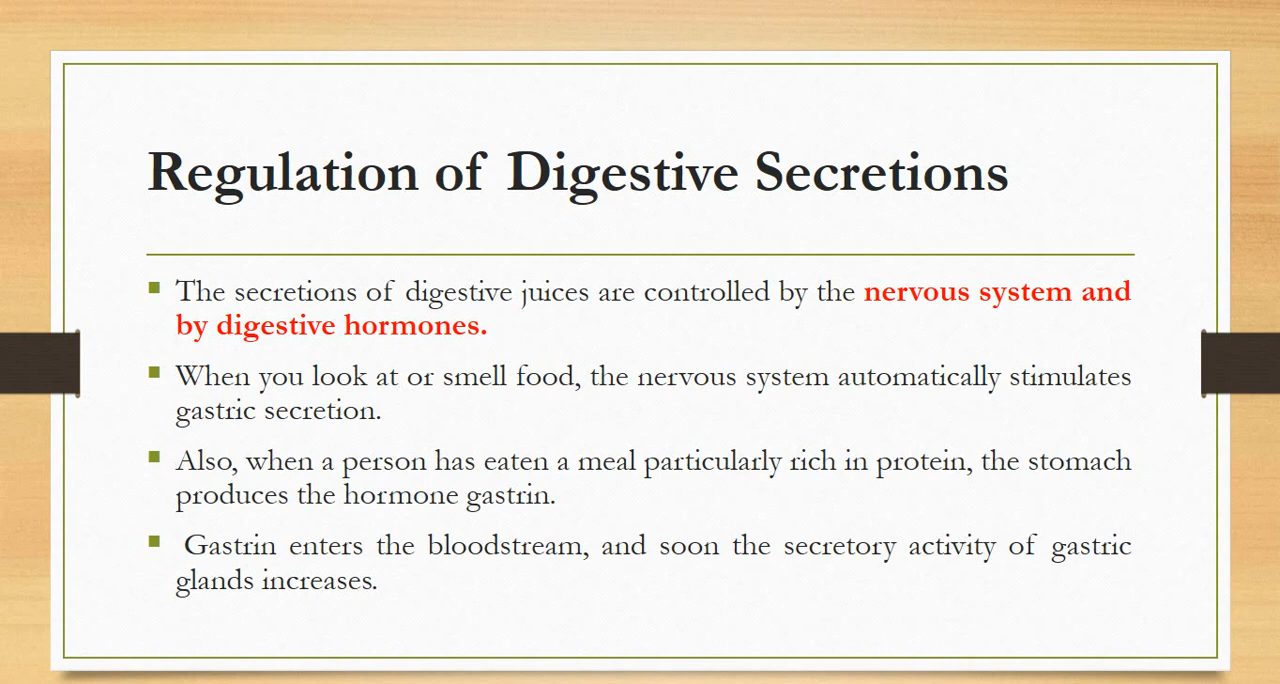 Regulation of Digestive Secretions
The secretions of digestive juices are controlled by the nervous system and
by digestive hormones.
When you look at or smell food, the nervous system automatically stimulates
gastric secretion.
Also, when a person has eaten a meal particularly rich in protein, the stomach
produces the hormone gastrin.
Gastrin enters the bloodstream, and soon the secretory activity of gastric
glands increases.